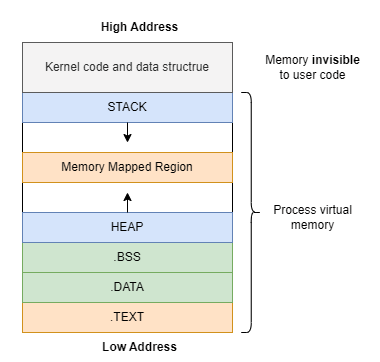 High Address
Kernel code and data structrue
Memory invisible
to user code
STACK
Memory Mapped Region
Process virtual
memory
HEAP
.BSS
.DATA
.TEXT
Low Address